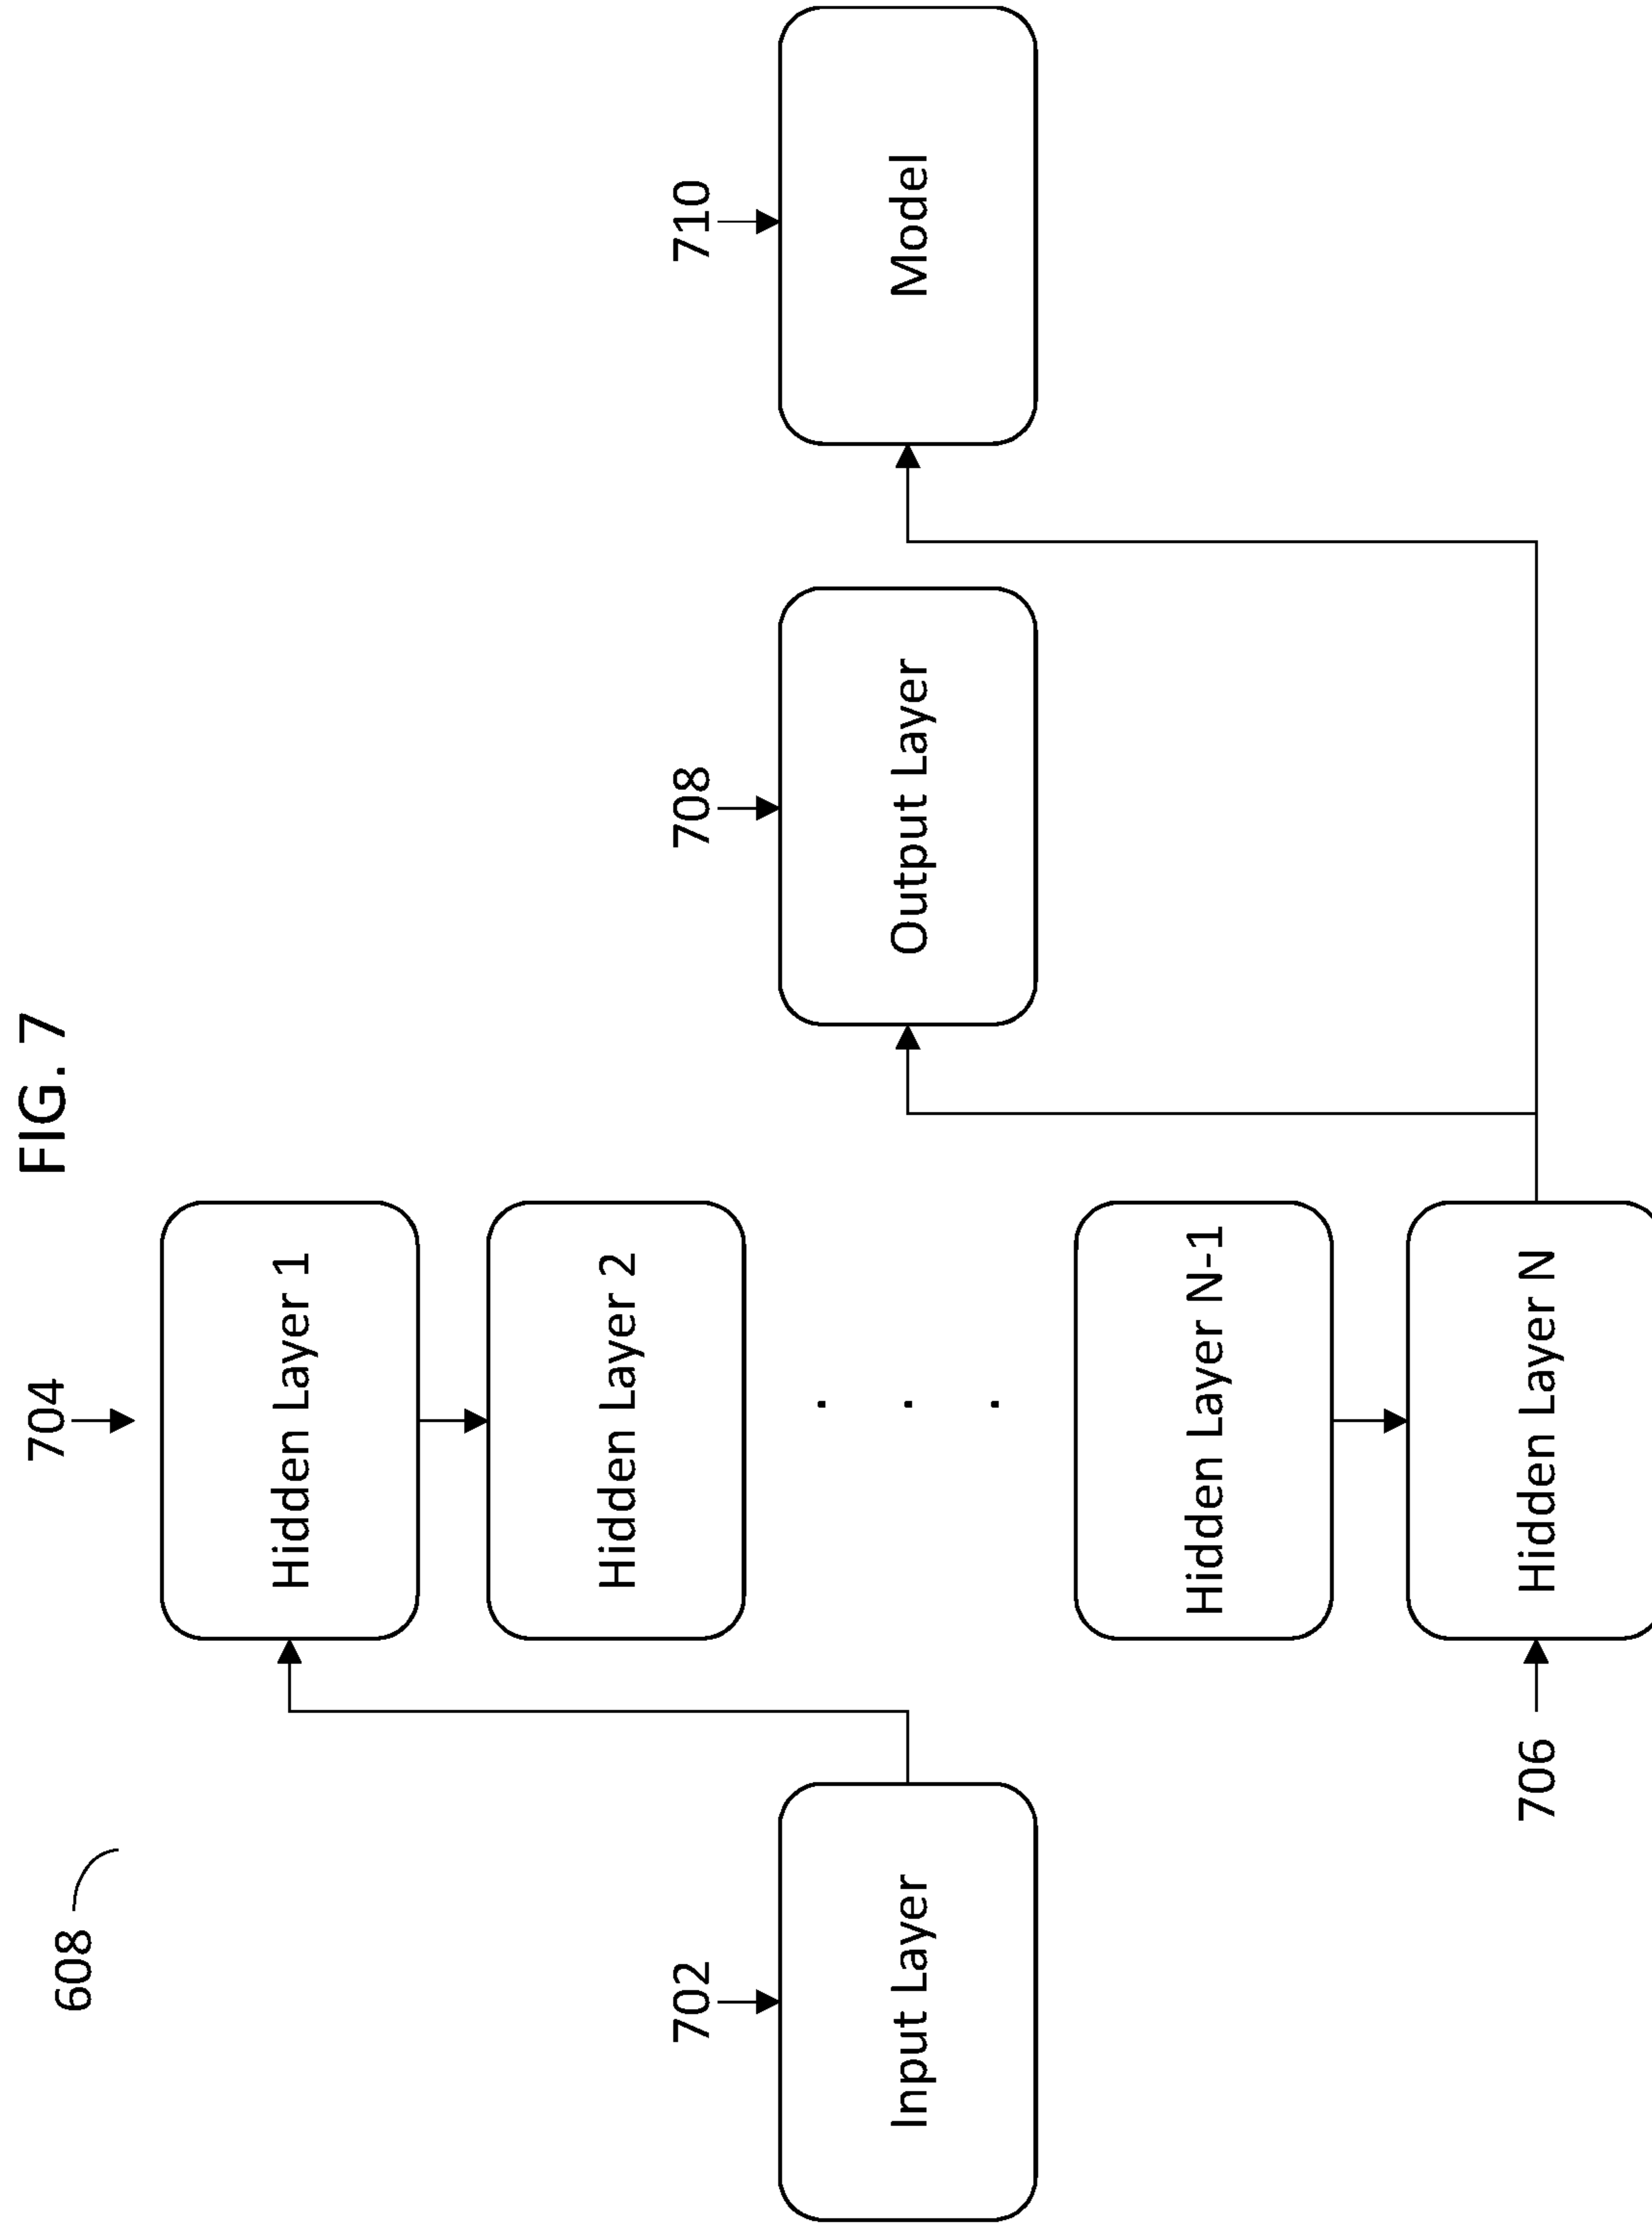 FIG. 7
608
704
Hidden Layer 1
Hidden Layer 2
.
.
.
Hidden Layer N-1
Hidden Layer N
706
702
Input Layer
708
Output Layer
710
Model